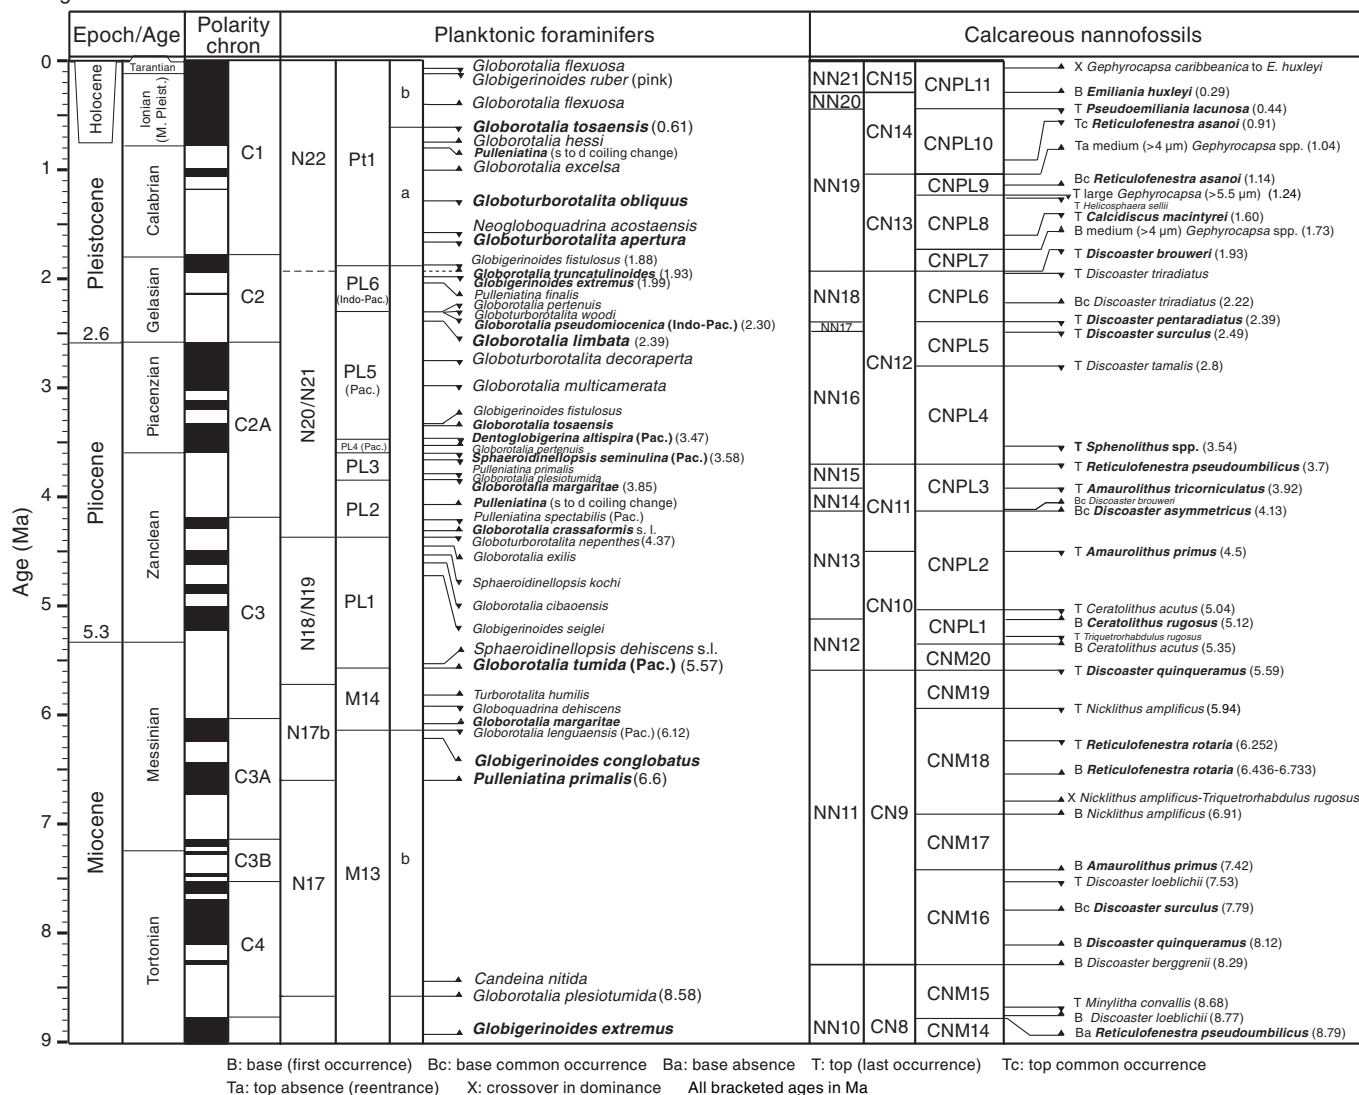 Epoch/Age
Polarity chron
Planktonic foraminifers
Calcareous nannofossils
Age (Ma)
0
1
2
3
4
5
6
7
8
9
Holocene
Pleistocene
2.6
Pliocene
5.3
Miocene
Tarantian
Ionian (M. Pleist.)
Calabrian
Gelasian
Piacenzian
Zanclean
Messinian
Tortonian
C1
C2
C2A
C3
C3A
C3B
C4
N22
N20/N21
N18/N19
N17b
N17
Pt1
PL6
(Indo-Pac.)
PL5
(Pac.)
PL4 (Pac.)
PL3
PL2
PL1
M14
M13
b
a
b
Globorotalia flexuosa
Globigerinoides ruber (pink)
Globorotalia flexuosa
Globorotalia tosaensis (0.61)
Globorotalia hessi
Pulleniatina (s to d coiling change)
Globorotalia excelsa
Globoturborotalita obliquus
Neogloboquadrina acostaensis
Globoturborotalita apertura
Globigerinoides fistulosus (1.88)
Globorotalia truncatulinoides (1.93)
Globigerinoides extremus (1.99)
Pulleniatina finalis
Globorotalia pertenuis
Globoturborotalita woodi
Globorotalia pseudomiocenica (Indo-Pac.) (2.30)
Globorotalia limbata (2.39)
Globoturborotalita decoraperta
Globorotalia multicamerata
Globigerinoides fistulosus
Globorotalia tosaensis
Dentoglobigerina altispira (Pac.) (3.47)
Globorotalia pertenuis
Sphaeroidinellopsis seminulina (Pac.) (3.58)
Pulleniatina primalis
Globorotalia plesiotumida
Globorotalia margaritae (3.85)
Pulleniatina (s to d coiling change)
Pulleniatina spectabilis (Pac.)
Globorotalia crassaformis s. l.
Globoturborotalita nepenthes (4.37)
Globorotalia exilis
Sphaeroidinellopsis kochi
Globorotalia cibaoensis
Globigerinoides seiglei
Sphaeroidinellopsis dehiscens s.l.
Globorotalia tumida (Pac.) (5.57)
Turborotalita humilis
Globoquadrina dehiscens
Globorotalia margaritae
Globorotalia lenguaensis (Pac.) (6.12)
Globigerinoides conglobatus
Pulleniatina primalis (6.6)
Candeina nitida
Globorotalia plesiotumida (8.58)
Globigerinoides extremus
NN21
NN20
NN19
NN18
NN17
NN16
NN15
NN14
NN13
NN12
NN11
NN10
CN15
CN14
CN13
CN12
CN11
CN10
CN9
CN8
CNPL11
CNPL10
CNPL9
CNPL8
CNPL7
CNPL6
CNPL5
CNPL4
CNPL3
CNPL2
CNPL1
CNM20
CNM19
CNM18
CNM17
CNM16
CNM15
CNM14
X Gephyrocapsa caribbeanica to E. huxleyi
B Emiliania huxleyi (0.29)
T Pseudoemiliania lacunosa (0.44)
Tc Reticulofenestra asanoi (0.91)
Ta medium (>4 µm) Gephyrocapsa spp. (1.04)
Bc Reticulofenestra asanoi (1.14)
T large Gephyrocapsa (>5.5 µm) (1.24)
T Helicosphaera sellii
T Calcidiscus macintyrei (1.60)
B medium (>4 µm) Gephyrocapsa spp. (1.73)
T Discoaster brouweri (1.93)
T Discoaster triradiatus
Bc Discoaster triradiatus (2.22)
T Discoaster pentaradiatus (2.39)
T Discoaster surculus (2.49)
T Discoaster tamalis (2.8)
T Sphenolithus spp. (3.54)
T Reticulofenestra pseudoumbilicus (3.7)
T Amaurolithus tricorniculatus (3.92)
Bc Discoaster brouweri
Bc Discoaster asymmetricus (4.13)
T Amaurolithus primus (4.5)
T Ceratolithus acutus (5.04)
B Ceratolithus rugosus (5.12)
T Triquetrorhabdulus rugosus
B Ceratolithus acutus (5.35)
T Discoaster quinqueramus (5.59)
T Nicklithus amplificus (5.94)
T Reticulofenestra rotaria (6.252)
B Reticulofenestra rotaria (6.436-6.733)
X Nicklithus amplificus-Triquetrorhabdulus rugosus
B Nicklithus amplificus (6.91)
B Amaurolithus primus (7.42)
T Discoaster loeblichii (7.53)
Bc Discoaster surculus (7.79)
B Discoaster quinqueramus (8.12)
B Discoaster berggrenii (8.29)
T Minylitha convallis (8.68)
B Discoaster loeblichii (8.77)
Ba Reticulofenestra pseudoumbilicus (8.79)
B: base (first occurrence) Bc: base common occurrence Ba: base absence T: top (last occurrence) Tc: top common occurrence
Ta: top absence (reentrance) X: crossover in dominance All bracketed ages in Ma